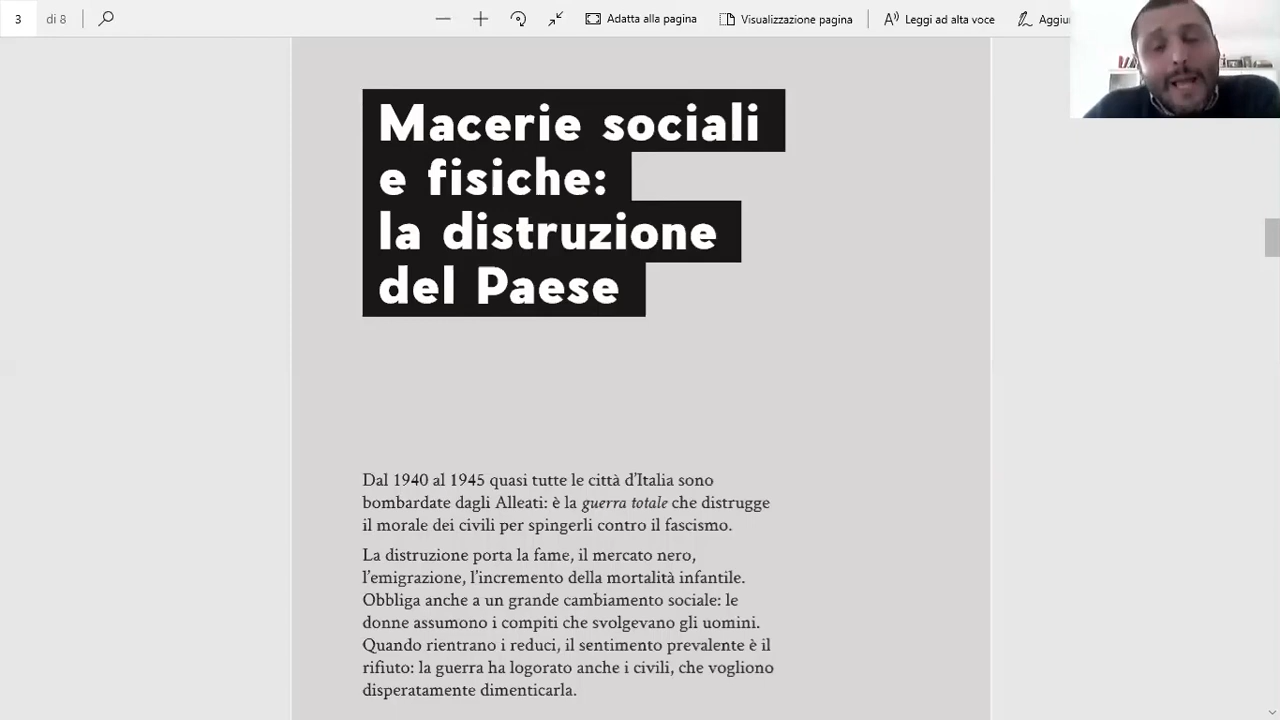 3 di 8 Adatta alla pagina Visualizzazione pagina Leggi ad alta voce
Macerie sociali
e fisiche:
la distruzione
del Paese
Dal 1940 al 1945 quasi tutte le città d'Italia sono
bombardate dagli Alleati: è la guerra totale che distrugge
il morale dei civili per spingerli contro il fascismo.
La distruzione porta la fame, il mercato nero,
l'emigrazione, l'incremento della mortalità infantile.
Obbliga anche a un grande cambiamento sociale: le
donne assumono i compiti che svolgevano gli uomini.
Quando rientrano i reduci, il sentimento prevalente è il
rifiuto: la guerra ha logorato anche i civili, che vogliono
disperatamente dimenticarla.